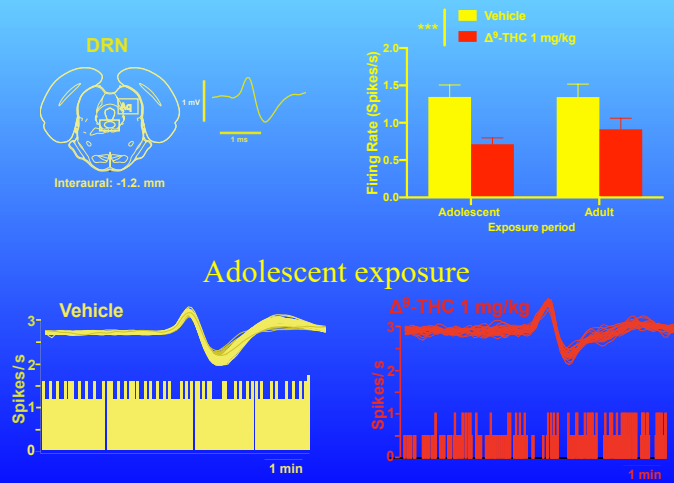 DRN
Aq
1 mV
1 ms
Interaural: -1.2. mm
***
Vehicle
Δ⁹-THC 1 mg/kg
Firing Rate (Spikes/s)
2.0
1.5
1.0
0.5
0.0
Adolescent
Adult
Exposure period
Adolescent exposure
Vehicle
Spikes/ s
3
2
1
0
1 min
Δ⁹-THC 1 mg/kg
Spikes/ s
3
2
1
0
1 min